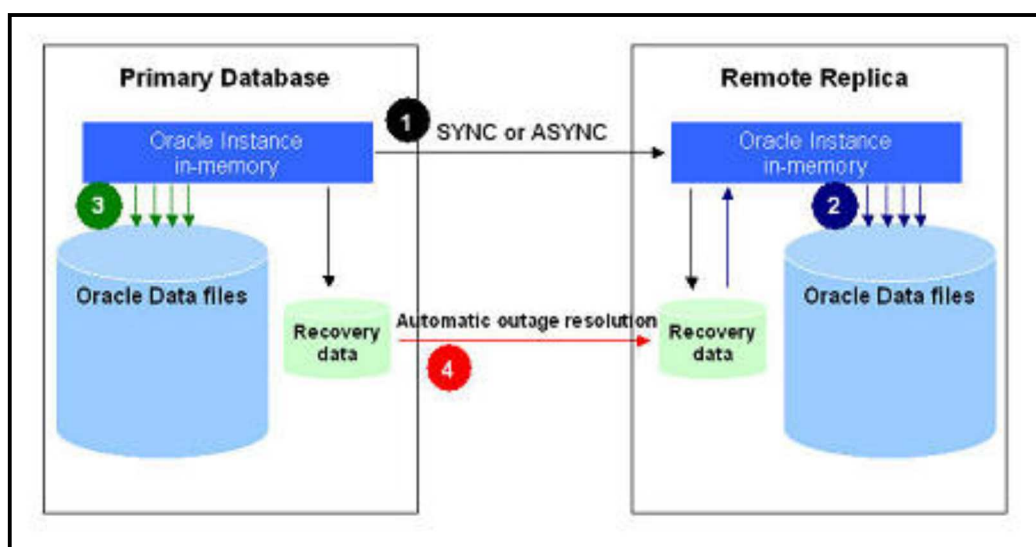 Primary Database
Remote Replica
1
SYNC or ASYNC
Oracle Instance
in-memory
Oracle Instance
in-memory
3
2
Oracle Data files
Oracle Data files
Recovery
data
Automatic outage resolution
Recovery
data
4